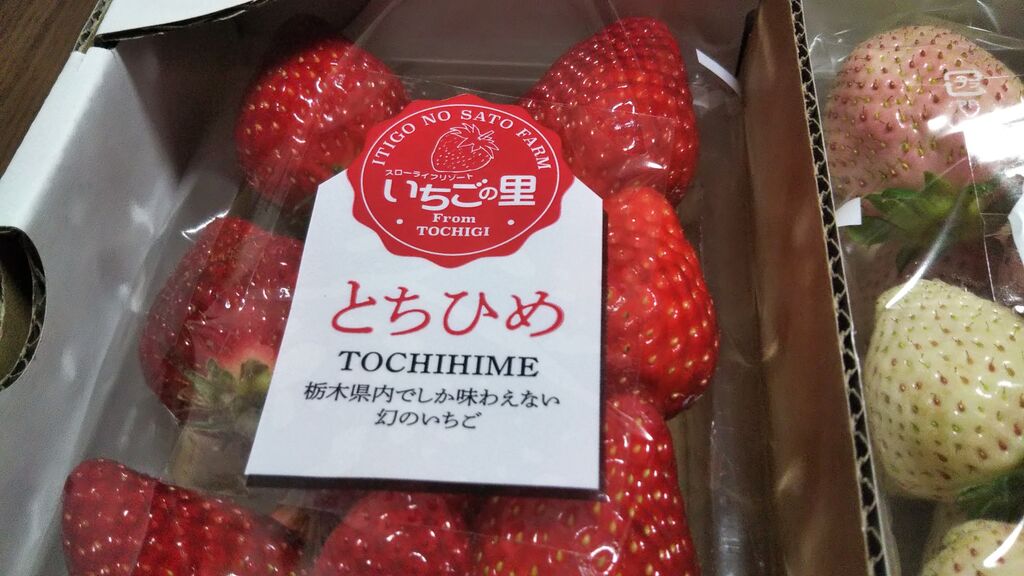 ITIGO NO SATO FARM
スローライフリゾート
いちごの里
From
TOCHIGI
とちひめ
TOCHIHIME
栃木県内でしか味わえない
幻のいちご